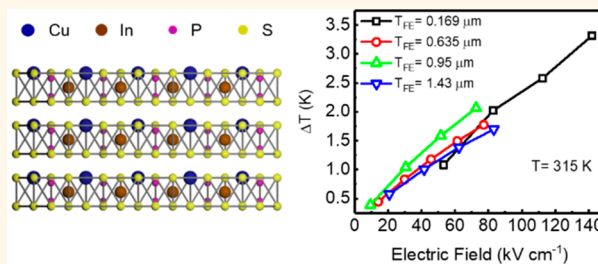 Cu In P S
T_FE = 0.169 μm
T_FE = 0.635 μm
T_FE = 0.95 μm
T_FE = 1.43 μm
3.5
3.0
2.5
2.0
1.5
1.0
0.5
ΔT (K)
T= 315 K
0 20 40 60 80 100 120 140
Electric Field (kV cm⁻¹)